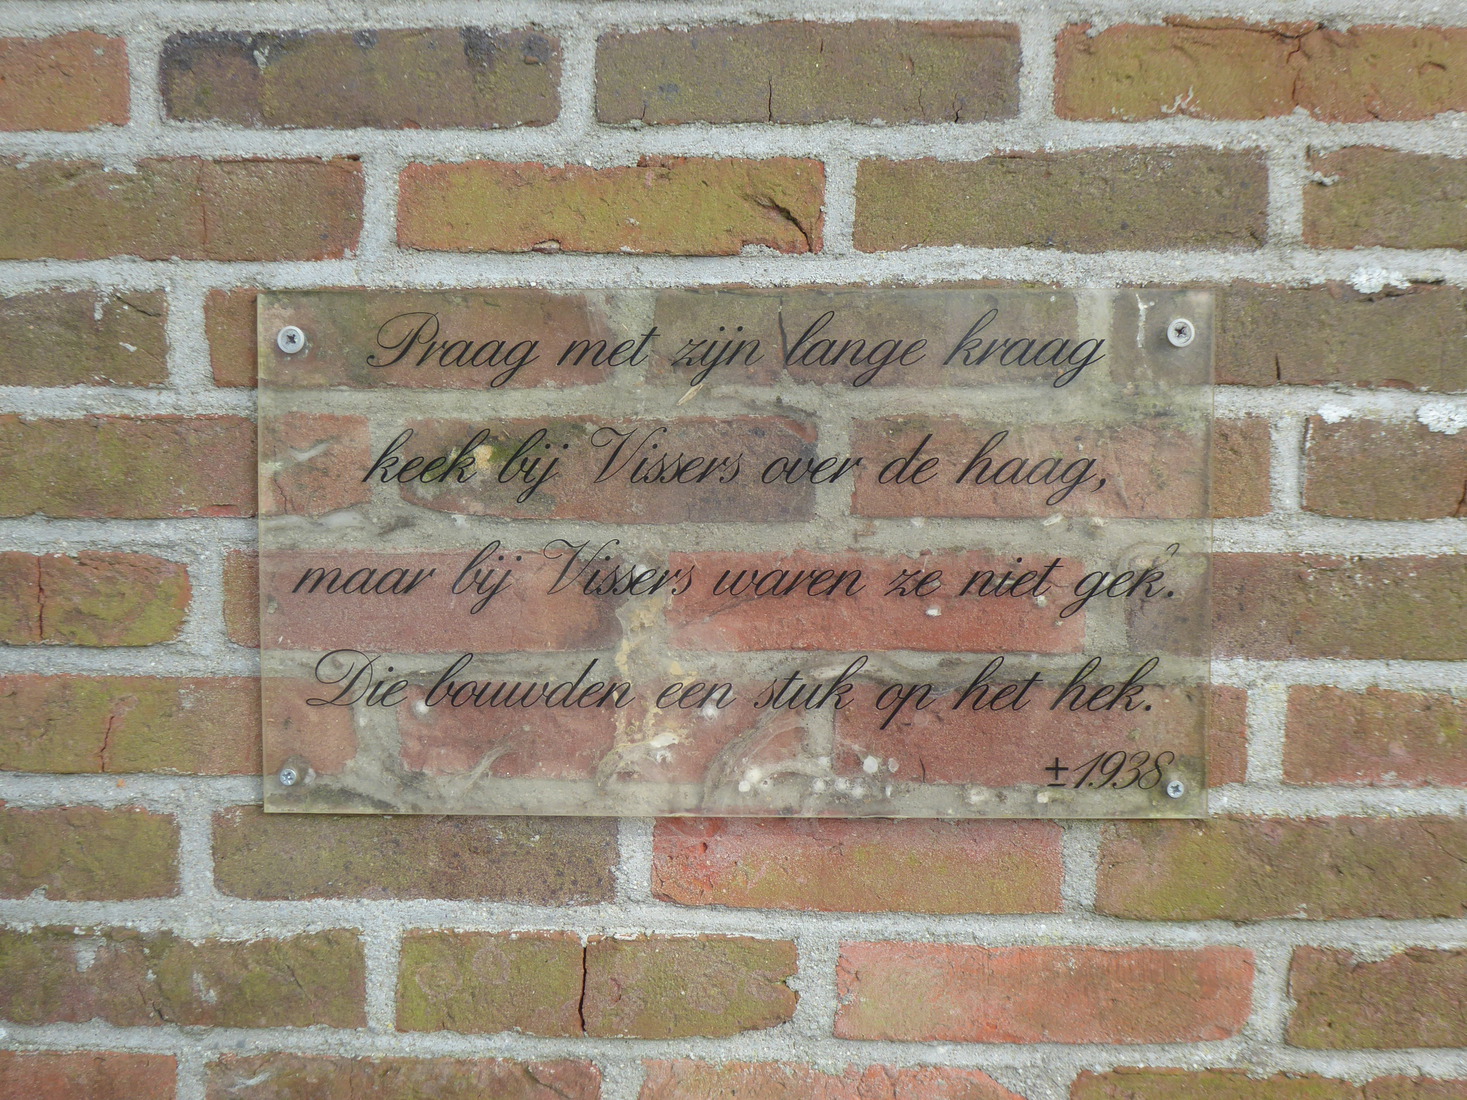 Praag met zijn lange kraag
keek bij Vissers over de haag,
maar bij Vissers waren ze niet gek.
Die bouwden een stuk op het hek.
±1938